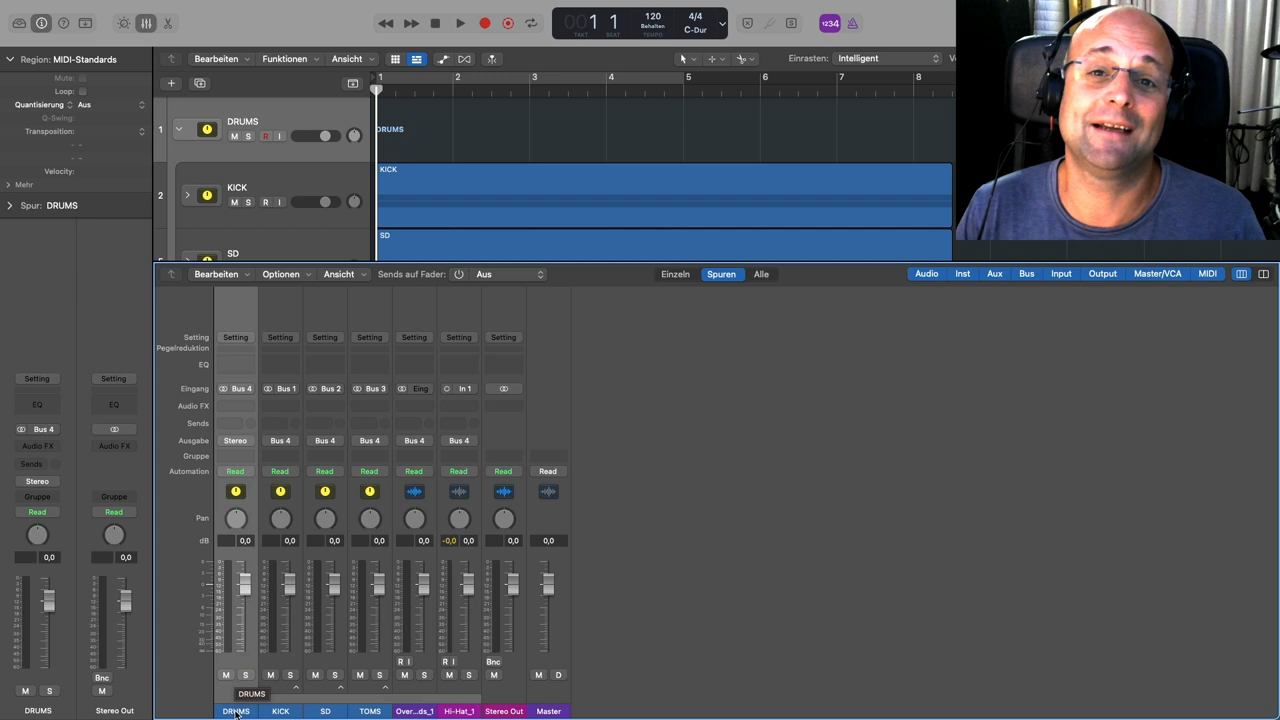 1 1
120
Behalten
4/4
C-Dur
TAKT
BEAT
TEMPO
1234
Region: MIDI-Standards
Mute:
Loop:
Quantisierung Aus
Q-Swing:
Transposition:
Velocity:
Mehr
Spur: DRUMS
Bearbeiten Funktionen Ansicht
Einrasten: Intelligent
1 2 3 4 5 6 7 8
1 DRUMS
M S R I
DRUMS
2 KICK
M S R I
KICK
SD
SD
Bearbeiten Optionen Ansicht Sends auf Fader: Aus
Einzeln Spuren Alle
Audio Inst Aux Bus Input Output Master/VCA MIDI
Setting Setting Setting Setting Setting Setting Setting Setting
Pegelreduktion
EQ
Eingang Bus 4 Bus 1 Bus 2 Bus 3 Eing In 1
Audio FX
Sends
Ausgabe Stereo Bus 4 Bus 4 Bus 4 Bus 4 Bus 4
Gruppe
Automation Read Read Read Read Read Read Read Read
Pan
dB 0,0 0,0 0,0 0,0 0,0 -0,0 0,0 0,0 0,0
R I R I Bnc
M S M S M S M S M S M S M M D
DRUMS
DRUMS KICK SD TOMS Over...ds_1 Hi-Hat_1 Stereo Out Master
Setting Setting
EQ EQ
Bus 4
Audio FX Audio FX
Sends
Stereo
Gruppe Gruppe
Read Read
0,0 0,0
Bnc
M S M
DRUMS Stereo Out